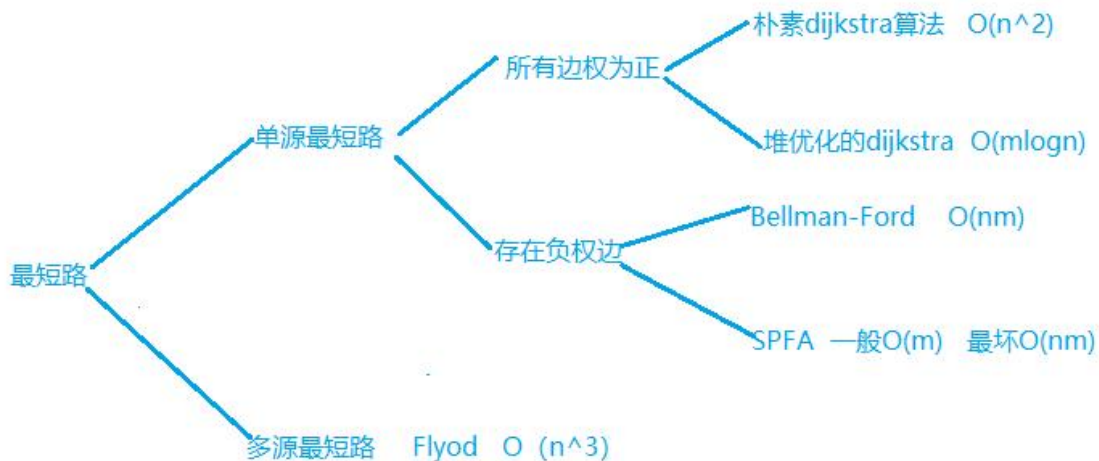 朴素dijkstra算法 O(n^2)
所有边权为正
单源最短路
堆优化的dijkstra O(mlogn)
Bellman-Ford O(nm)
存在负权边
最短路
SPFA 一般O(m) 最坏O(nm)
多源最短路 Flyod O (n^3)